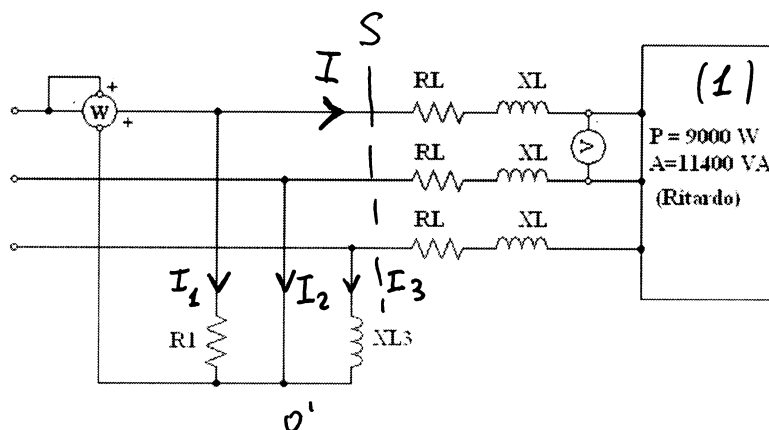 S
I
RL XL
(1)
W
+
+
P = 9000 W
V
A=11400 VA
RL XL
(Ritardo)
RL XL
I1
I2
I3
R1
XL3
O'